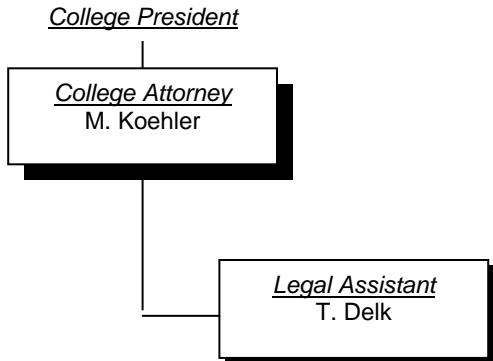 College President
College Attorney
M. Koehler
Legal Assistant
T. Delk